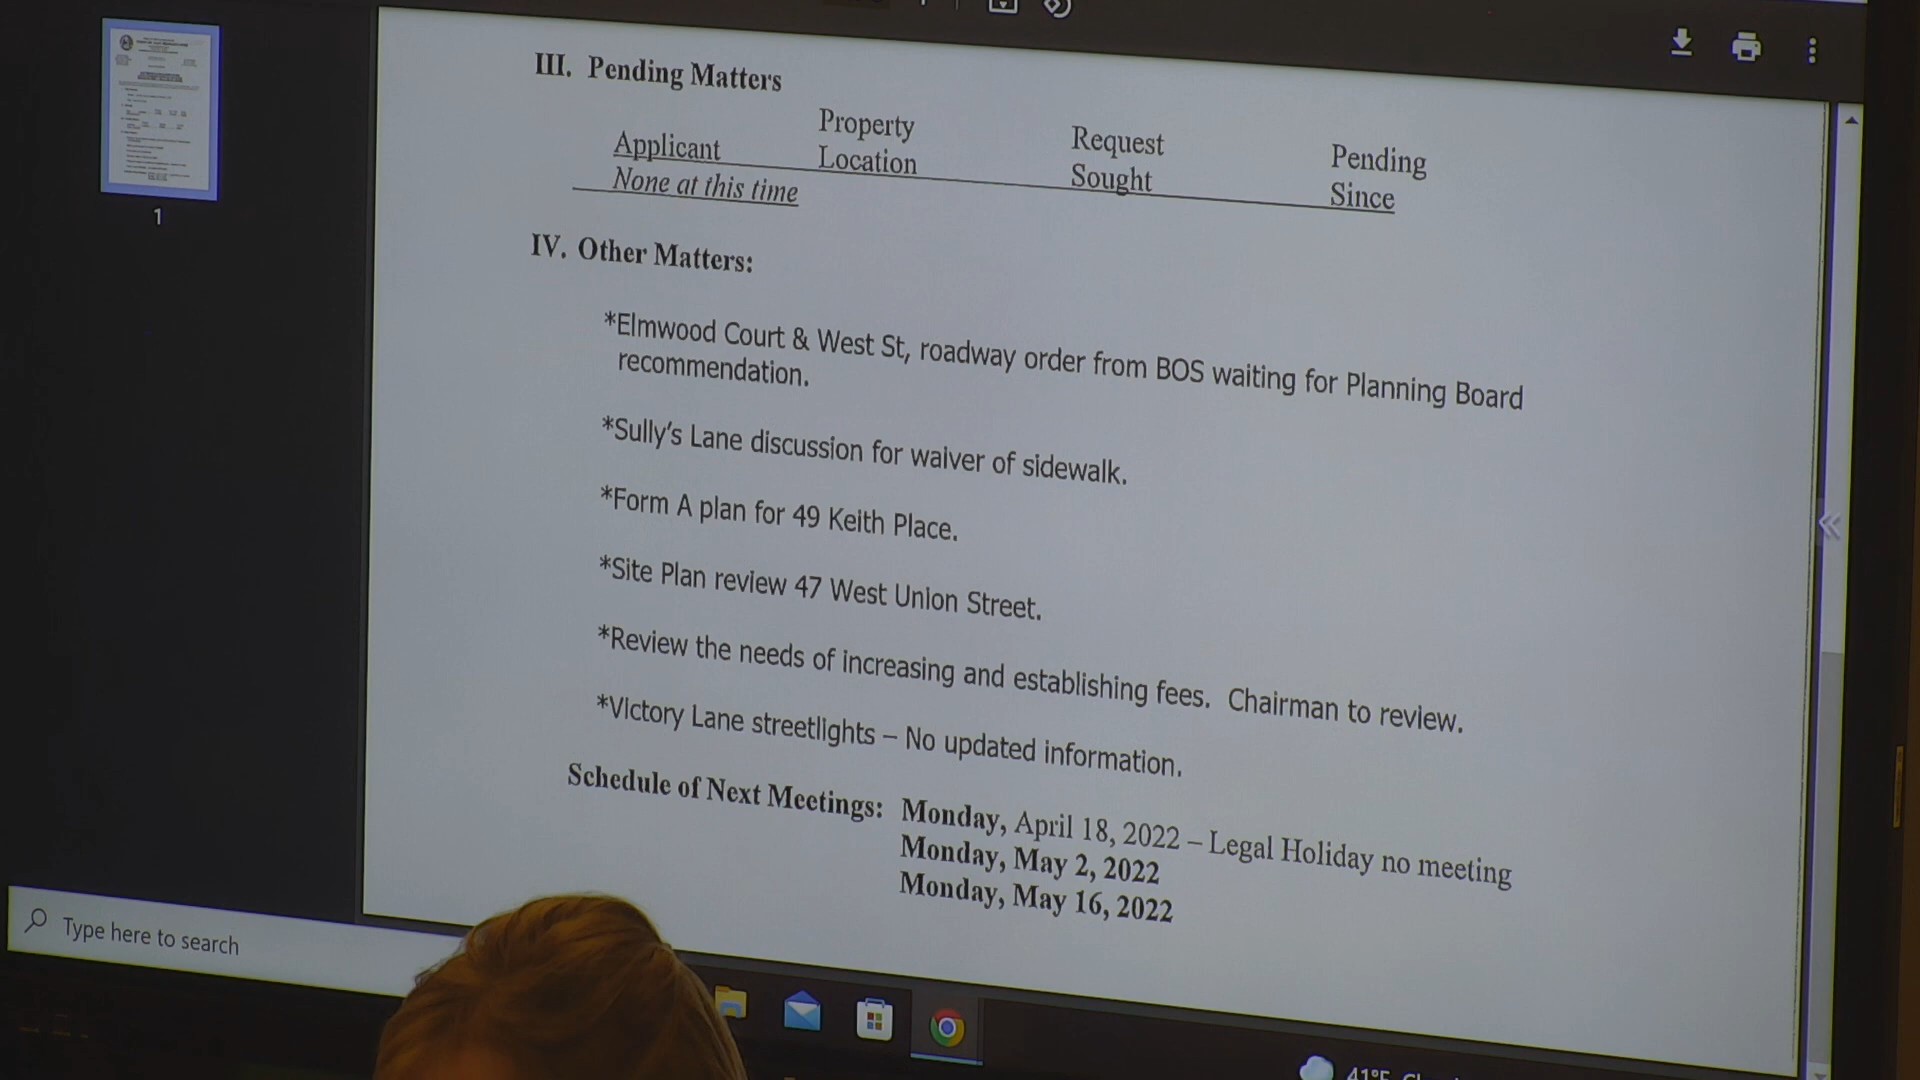 III. Pending Matters
Applicant
Property
Location
Request
Sought
Pending
Since
None at this time
IV. Other Matters:
*Elmwood Court & West St, roadway order from BOS waiting for Planning Board
recommendation.
*Sully's Lane discussion for waiver of sidewalk.
*Form A plan for 49 Keith Place.
*Site Plan review 47 West Union Street.
*Review the needs of increasing and establishing fees. Chairman to review.
*Victory Lane streetlights – No updated information.
Schedule of Next Meetings: Monday, April 18, 2022 – Legal Holiday no meeting
Monday, May 2, 2022
Monday, May 16, 2022
1
Type here to search
41°F